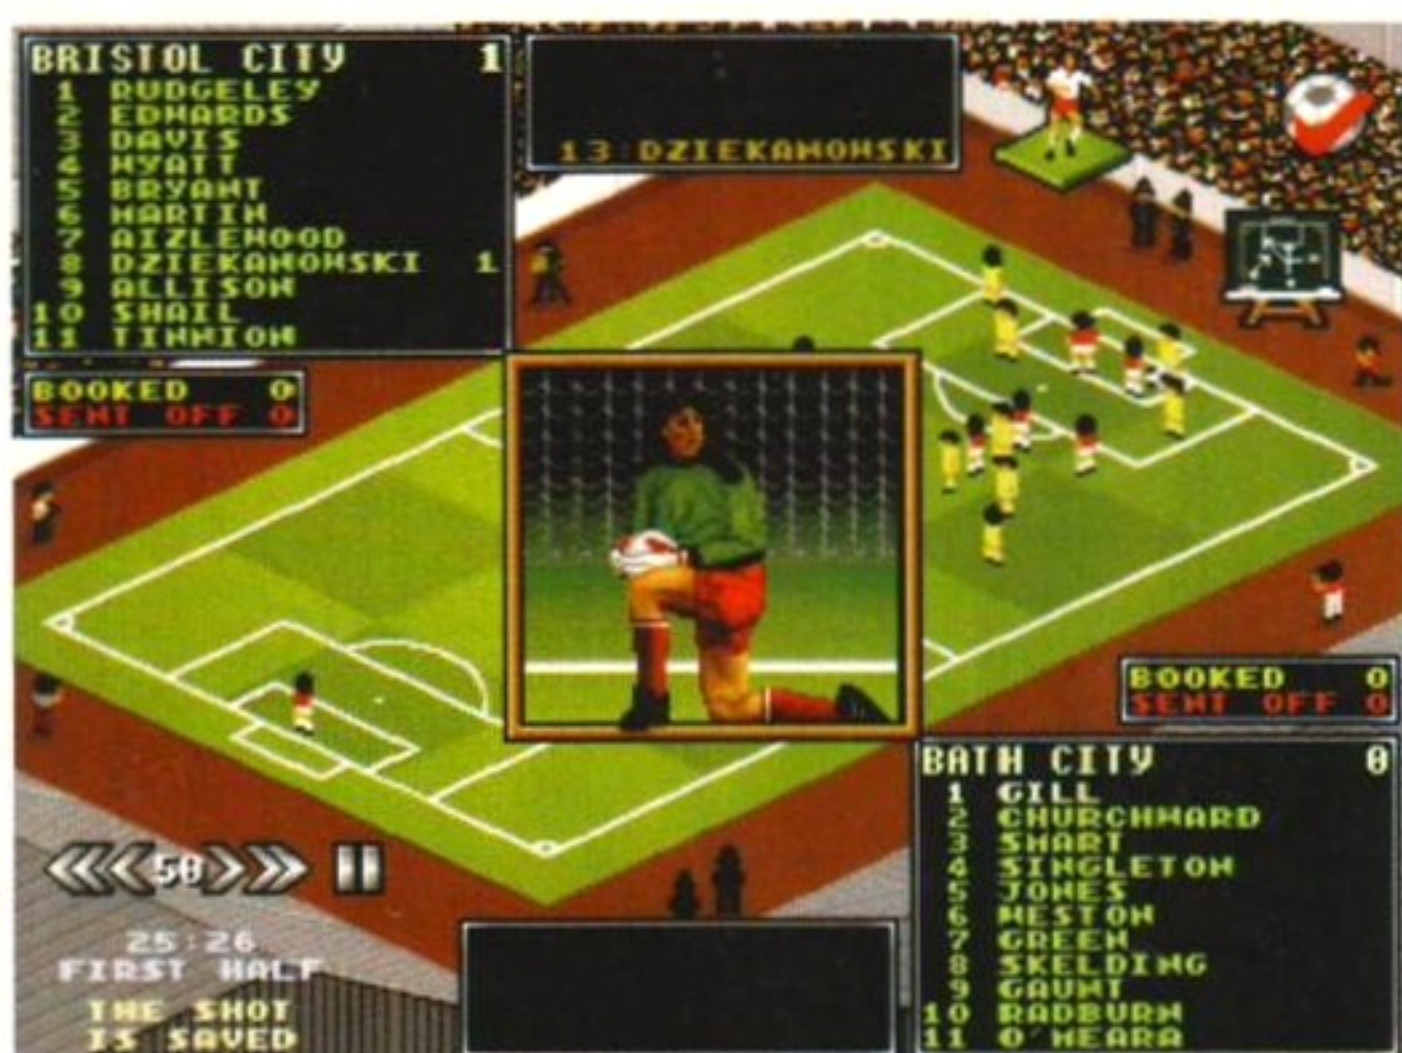 BRISTOL CITY 1
1 RUDGELEY
2 EDWARDS
3 DAVIS
4 WYATT
5 BRYANT
6 MARTIN
7 AIZLEWOOD
8 DZIEKANOWSKI 1
9 ALLISON
10 SHAIL
11 TINNION
BOOKED 0
SENT OFF 0
13 DZIEKANOWSKI
50
25:26
FIRST HALF
THE SHOT
IS SAVED
BOOKED 0
SENT OFF 0
BATH CITY 0
1 GILL
2 CHURCHWARD
3 SMART
4 SINGLETON
5 JONES
6 WESTON
7 GREEN
8 SKELDING
9 GAUNT
10 RADBURN
11 O'MEARA